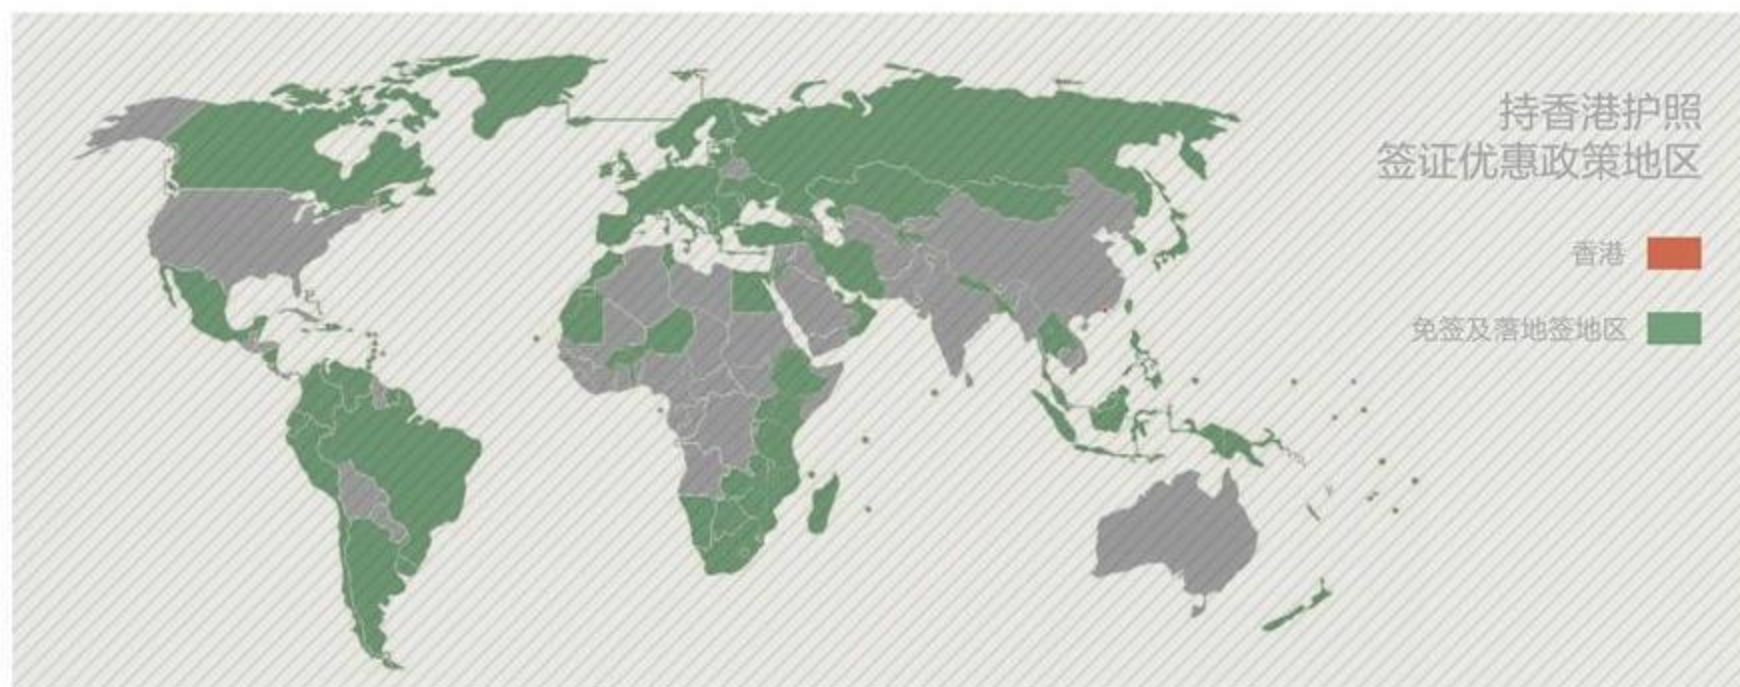 持香港护照
签证优惠政策地区
香港
免签及落地签地区